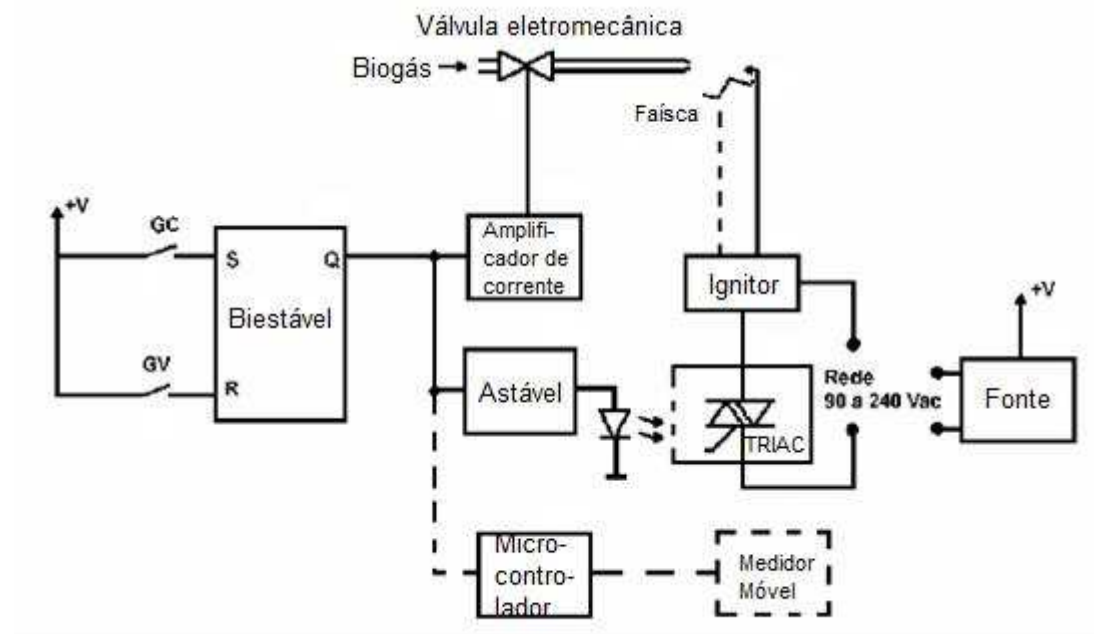 Válvula eletromecânica
Biogás
Faísca
+V
GC
S
Q
Biestável
GV
R
Amplifi-
cador de
corrente
Ignitor
Astável
TRIAC
Rede
90 a 240 Vac
+V
Fonte
Micro-
contro-
lador
Medidor
Móvel